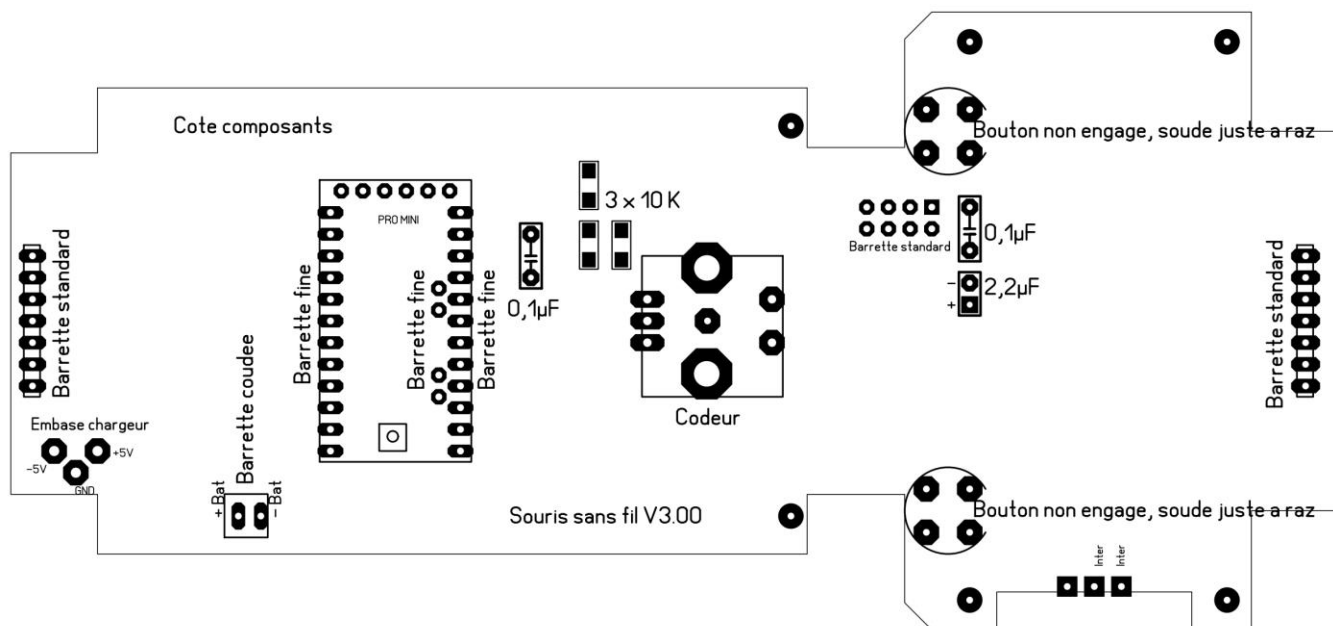 Cote composants
Bouton non engage, soude juste a raz
PRO MINI
3 x 10 K
Barrette standard
Barrette fine
Barrette fine
Barrette fine
0,1µF
Barrette standard
0,1µF
2,2µF
-
+
Barrette standard
Codeur
Embase chargeur
-5V
+5V
GND
Barrette coudee
+ Bat
- Bat
Souris sans fil V3.00
Bouton non engage, soude juste a raz
Inter
Inter